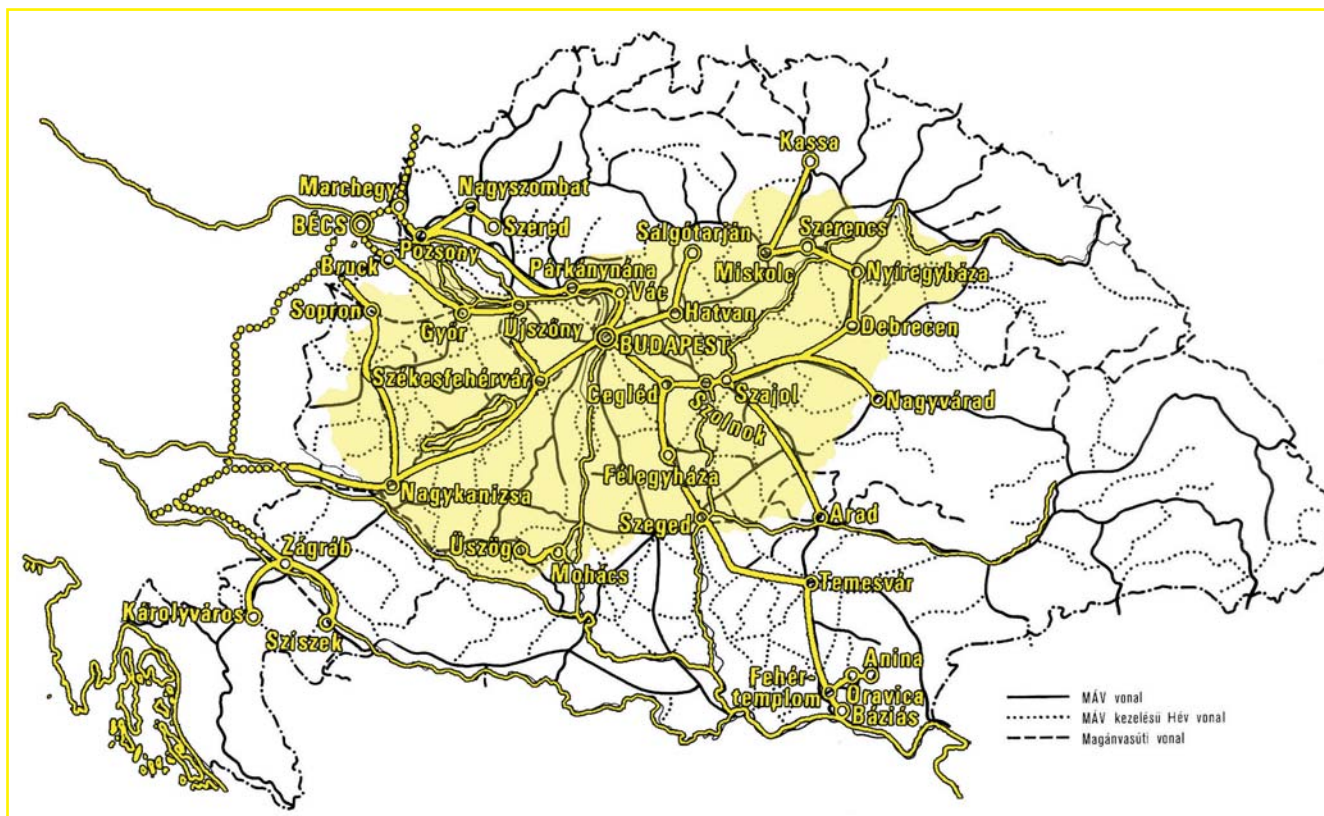 Kassa
Marchegy
Nagyszombat
BÉCS
Szered
Salgótarján
Szerencs
Pozsony
Bruck
Párkánynána
Miskolc
Nyíregyháza
Vác
Sopron
Győr
Újszőny
Hatvan
Debrecen
BUDAPEST
Székesfehérvár
Cegléd
Szajol
Szolnok
Nagyvárad
Félegyháza
Nagykanizsa
Szeged
Arad
Üszög
Mohács
Zágráb
Temesvár
Károlyváros
Sziszek
Anina
Fehér-
templom
Oravica
Báziás
MÁV vonal
MÁV kezelésű Hév vonal
Magánvasúti vonal